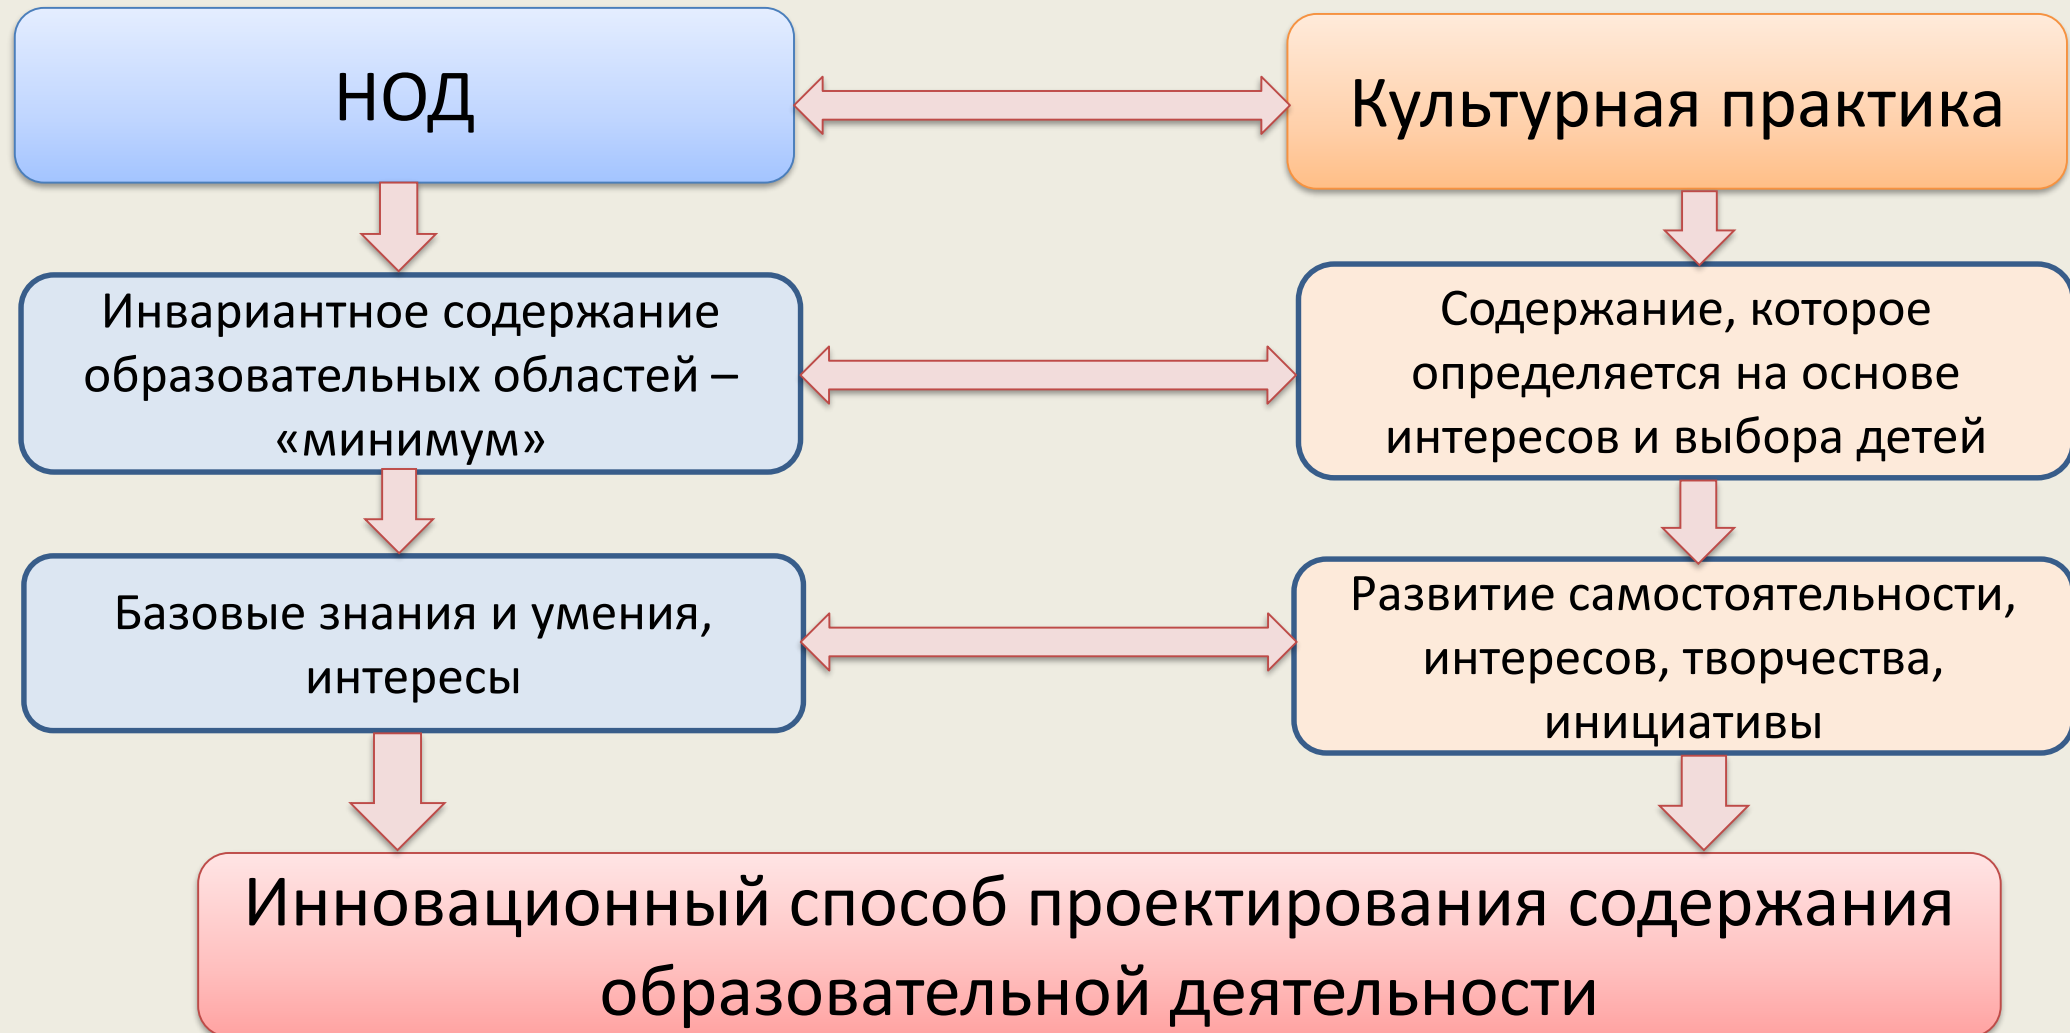 НОД
Культурная практика
Инвариантное содержание
образовательных областей –
«минимум»
Содержание, которое
определяется на основе
интересов и выбора детей
Базовые знания и умения,
интересы
Развитие самостоятельности,
интересов, творчества,
инициативы
Инновационный способ проектирования содержания
образовательной деятельности